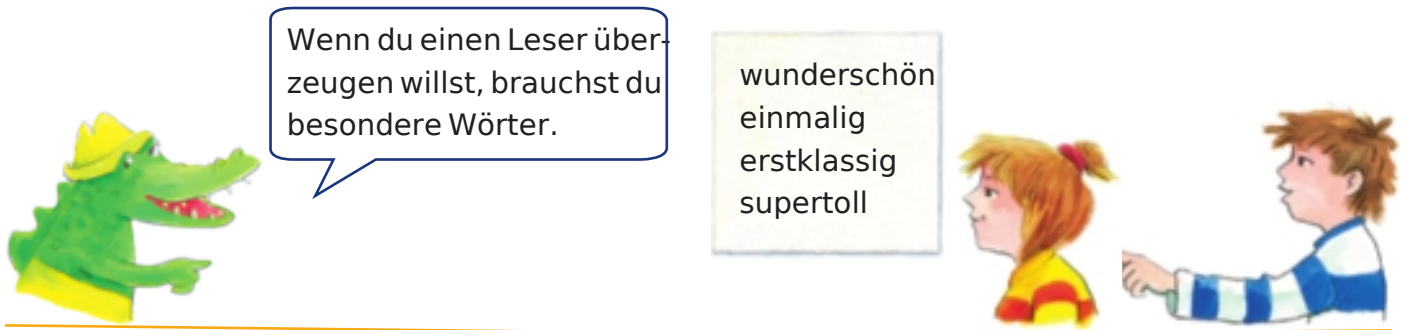 Wenn du einen Leser über-
zeugen willst, brauchst du
besondere Wörter.
wunderschön
einmalig
erstklassig
supertoll